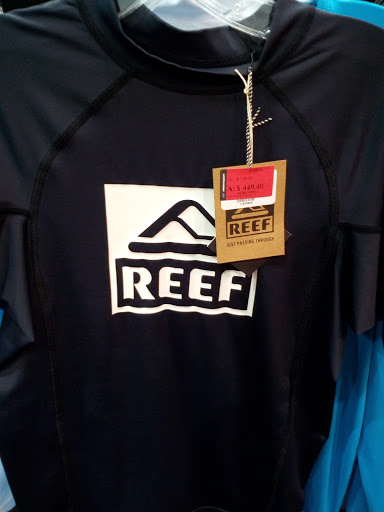 A: $ 449.40
REEF
JUST PASSING THROUGH
REEF